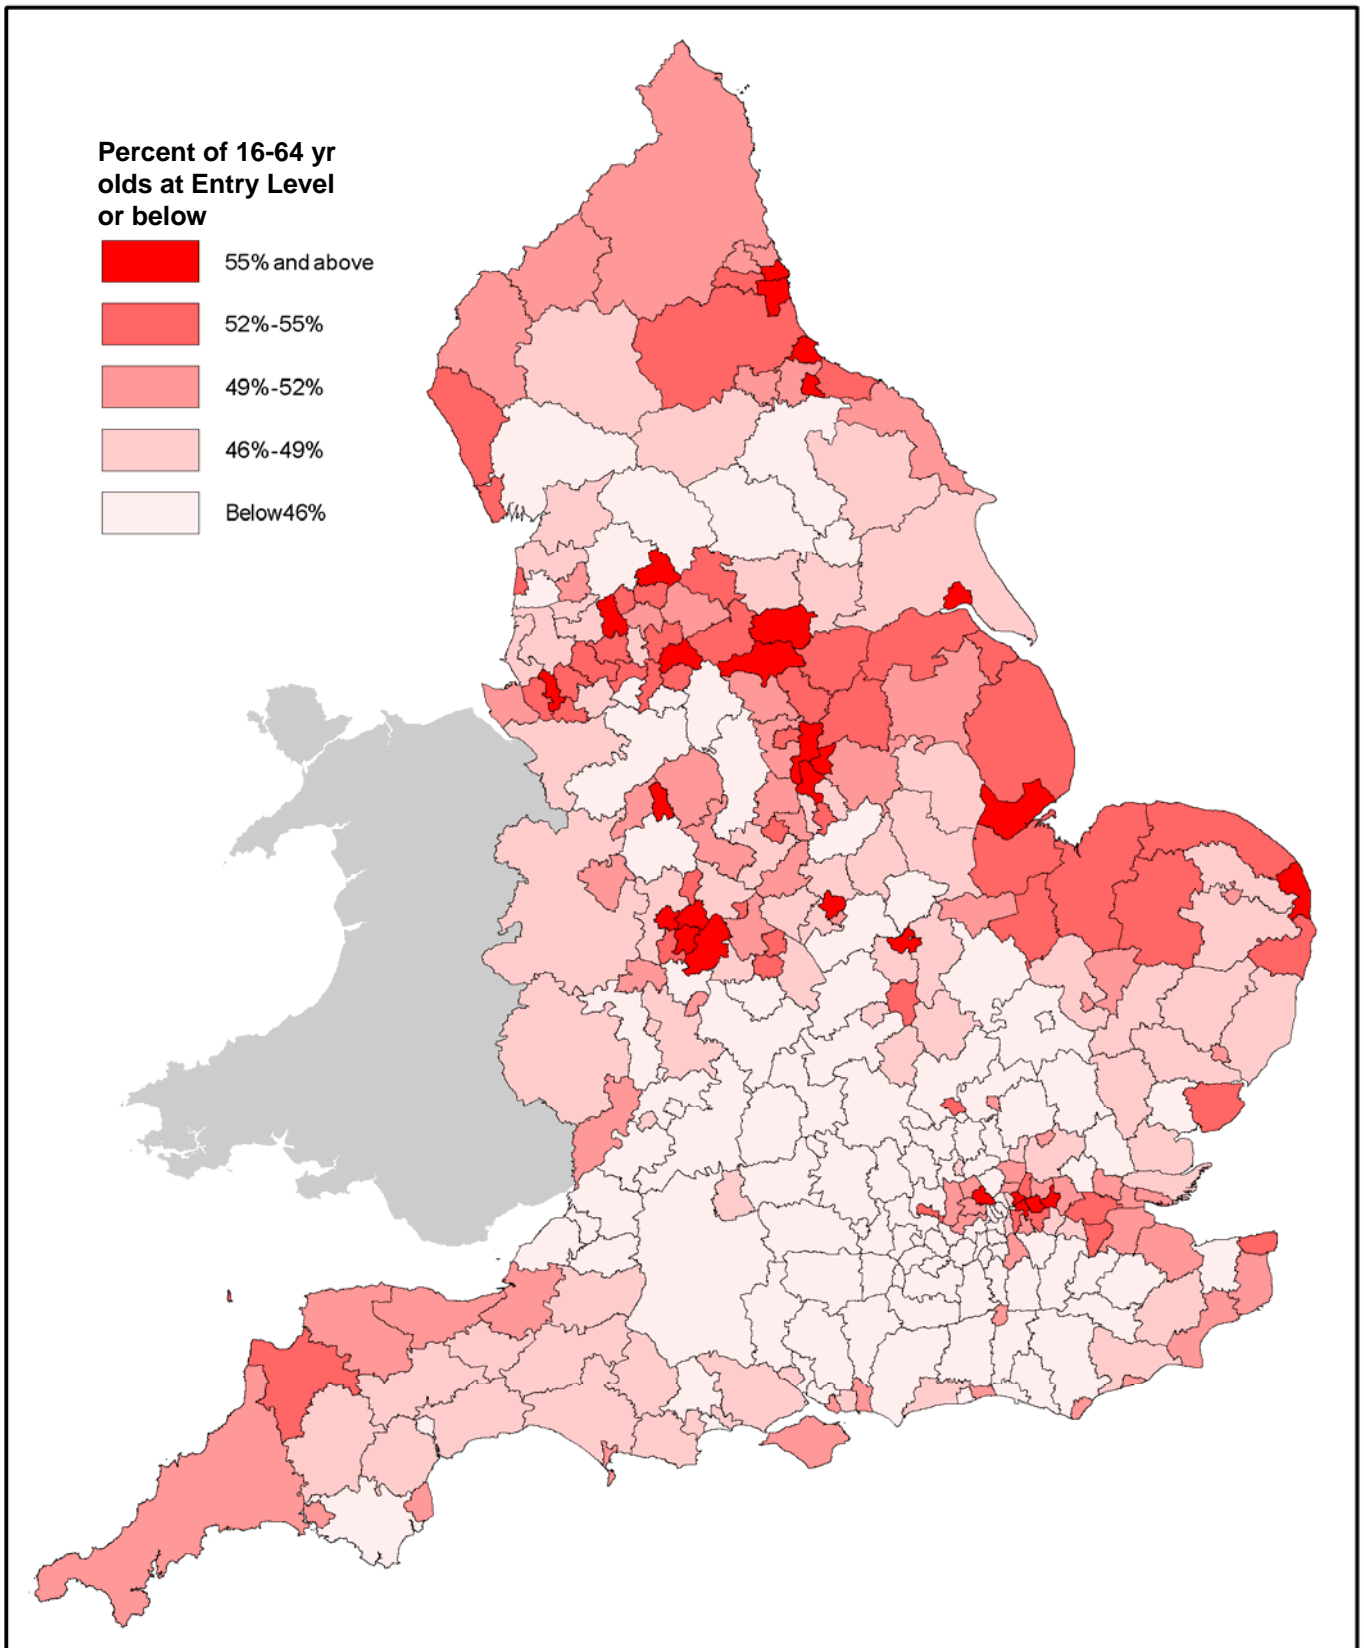 Percent of 16-64 yr
olds at Entry Level
or below
55% and above
52%-55%
49%-52%
46%-49%
Below46%